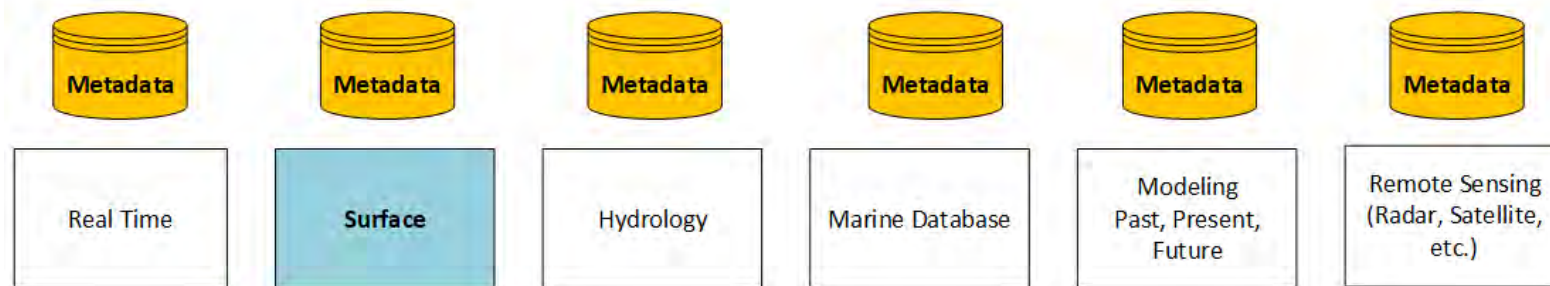 Metadata Metadata Metadata Metadata Metadata Metadata
Real Time
Surface
Hydrology
Marine Database
Modeling
Past, Present,
Future
Remote Sensing
(Radar, Satellite,
etc.)